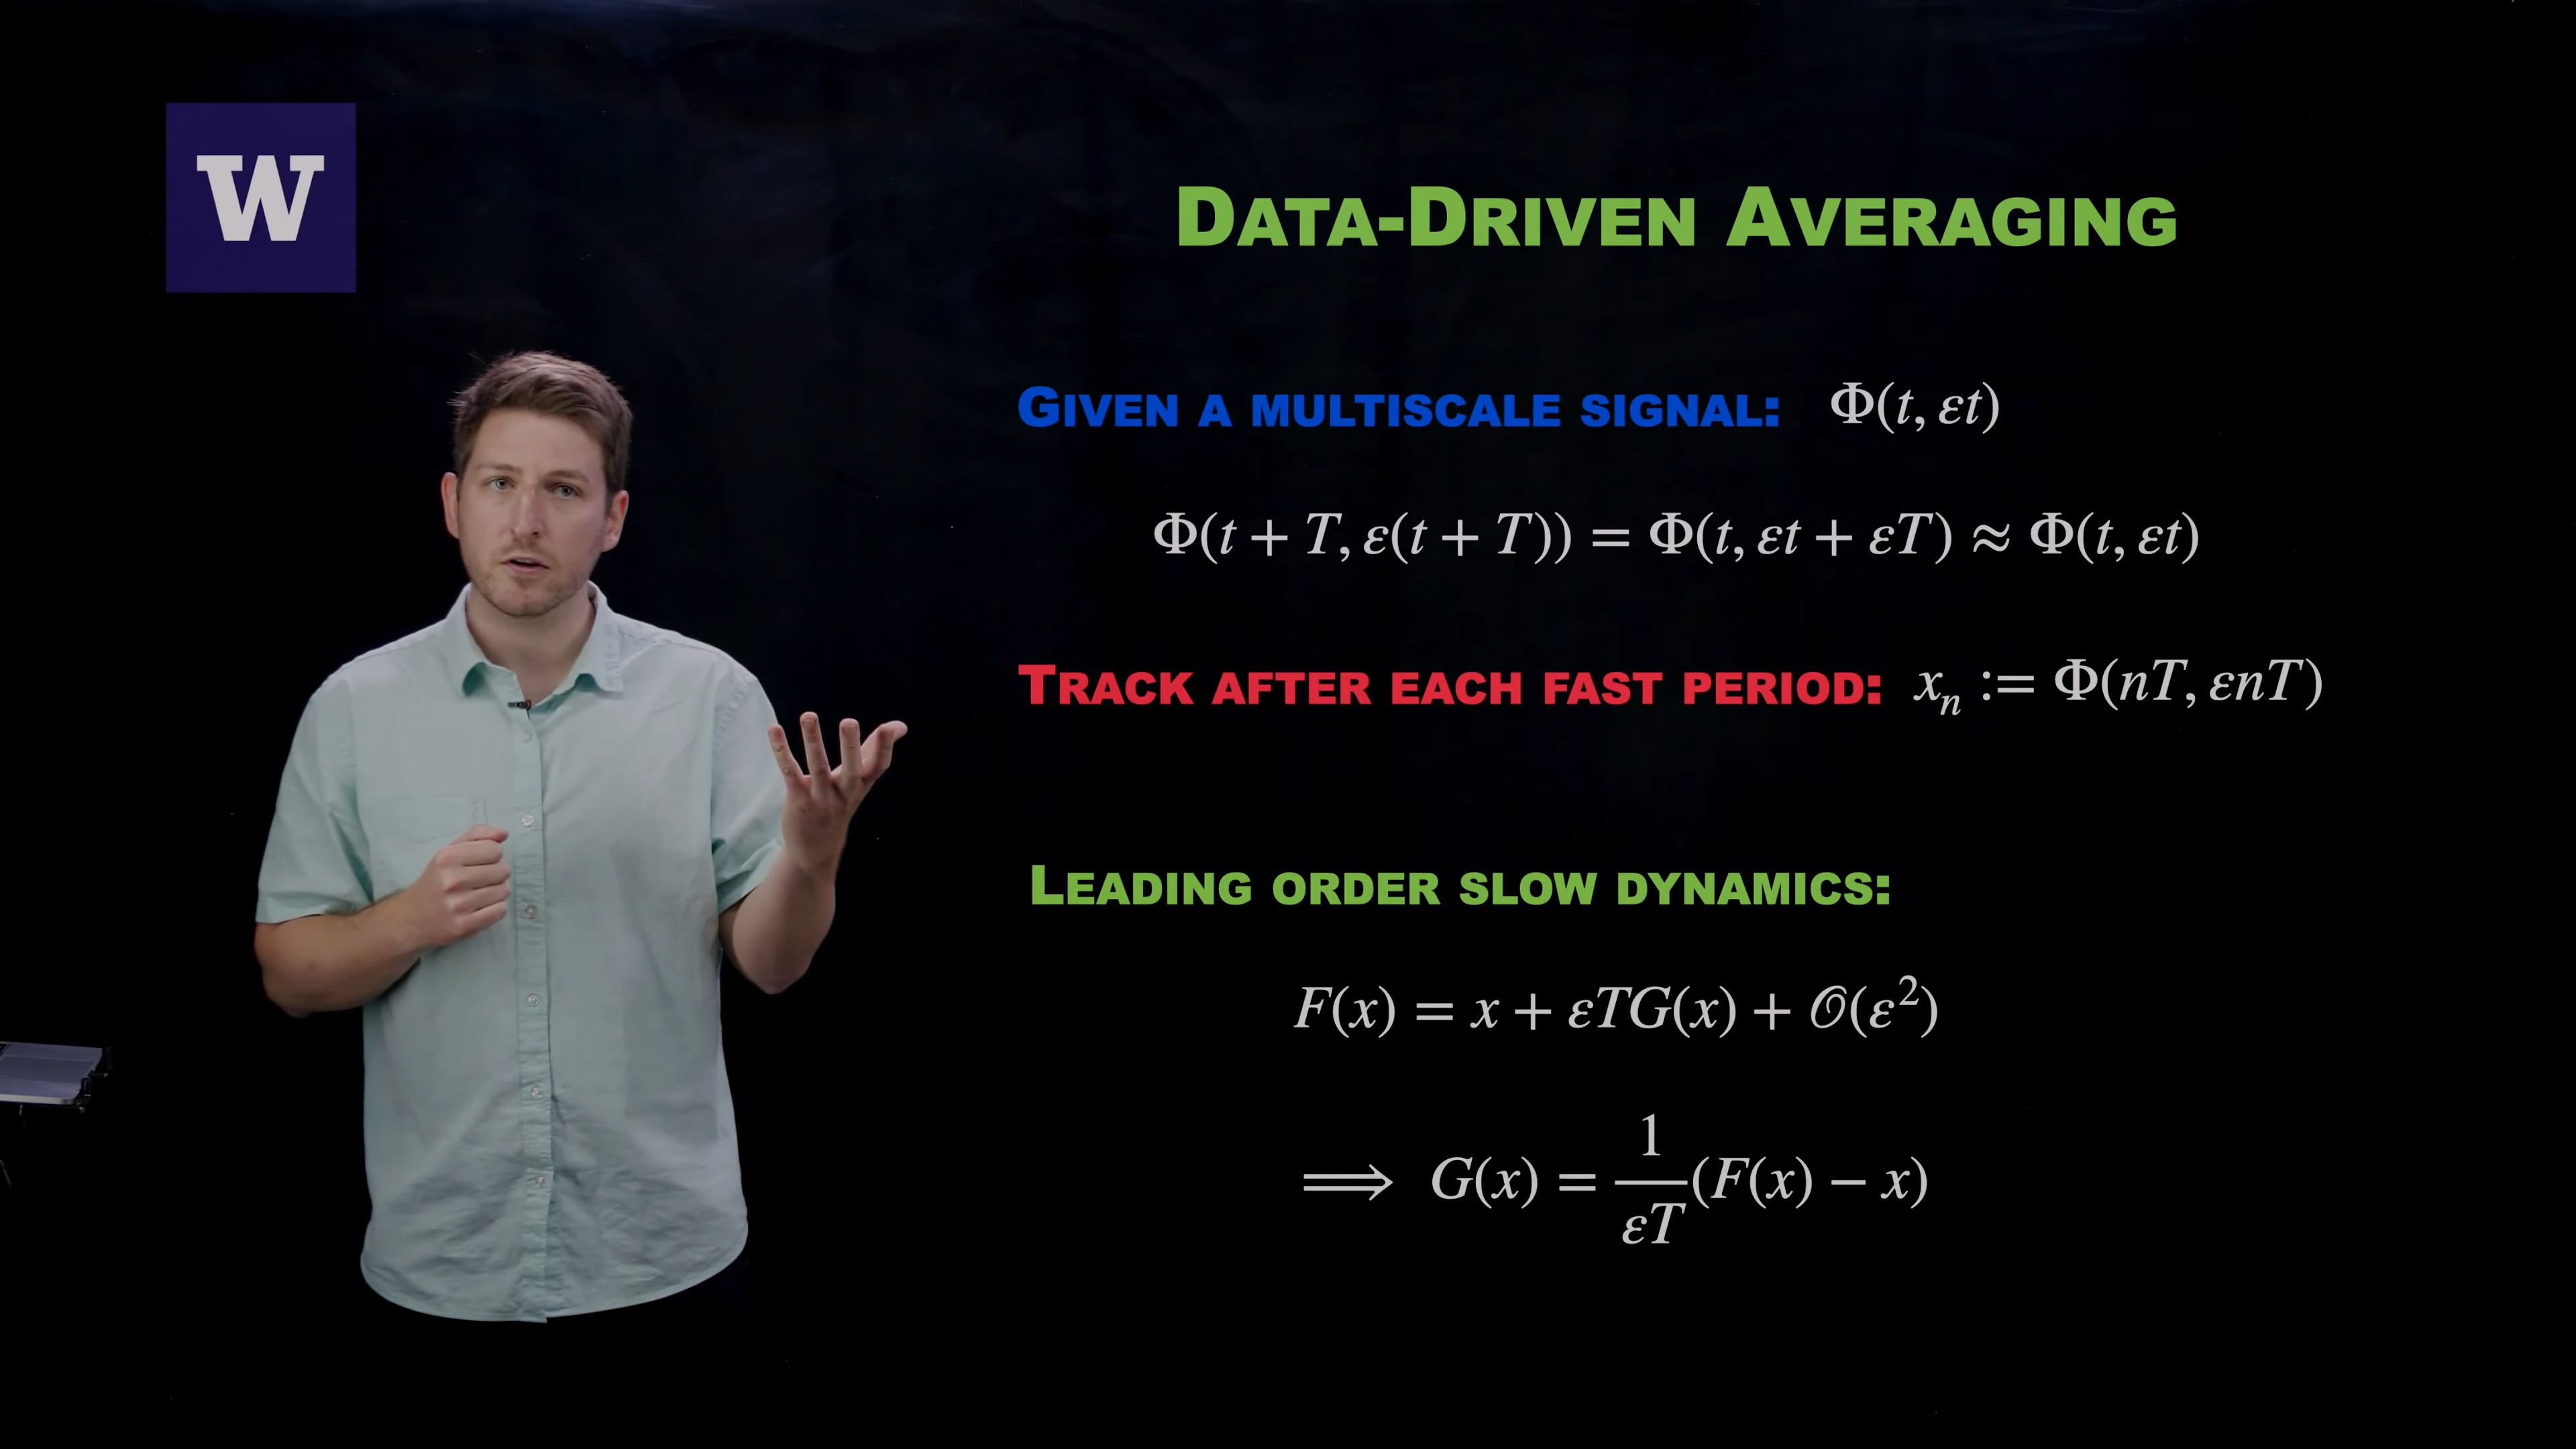 W
DATA-DRIVEN AVERAGING
GIVEN A MULTISCALE SIGNAL: Φ(t, εt)
Φ(t + T, ε(t + T)) = Φ(t, εt + εT) ≈ Φ(t, εt)
TRACK AFTER EACH FAST PERIOD: xₙ := Φ(nT, εnT)
LEADING ORDER SLOW DYNAMICS:
F(x) = x + εTG(x) + 𝒪(ε²)
⟹ G(x) = 1/εT (F(x) − x)